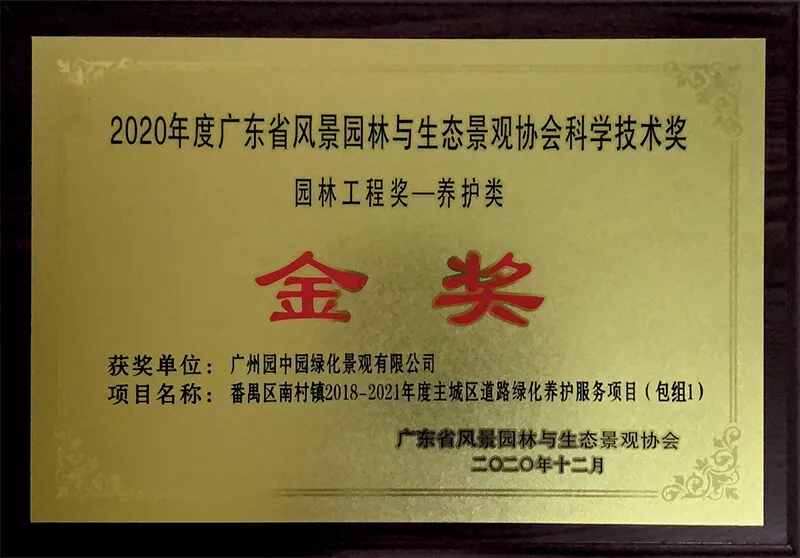 2020年度广东省风景园林与生态景观协会科学技术奖
园林工程奖—养护类
金奖
获奖单位：广州园中园绿化景观有限公司
项目名称：番禺区南村镇2018-2021年度主城区道路绿化养护服务项目（包组1）
广东省风景园林与生态景观协会
二〇二〇年十二月